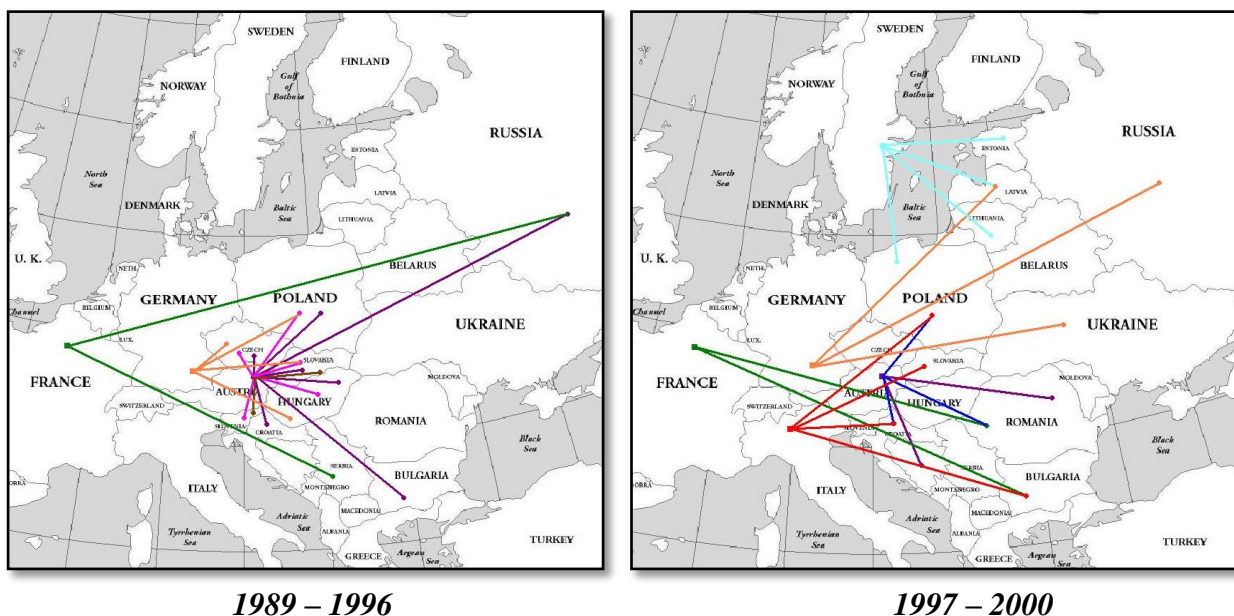 SWEDEN
FINLAND
NORWAY
Gulf
of
Bothnia
RUSSIA
ESTONIA
North
Sea
LATVIA
DENMARK
Baltic
Sea
LITHUANIA
U. K.
NETH.
BELARUS
GERMANY
POLAND
BELGIUM
Channel
UKRAINE
LUX.
CZECH
SLOVAKIA
FRANCE
AUSTRI
MOLDOVA
HUNGARY
SWITZERLAND
ROMANIA
SLOVENIA
CROATIA
Black
Sea
SERBIA
BULGARIA
ORRA
ITALY
MONTENEGRO
MACEDONIA
Adriatic
Sea
Tyrrhenian
Sea
ALBANIA
GREECE
Aegean
Sea
TURKEY
1989 – 1996
SWEDEN
FINLAND
NORWAY
Gulf
of
Bothnia
RUSSIA
ESTONIA
North
Sea
LATVIA
DENMARK
Baltic
Sea
LITHUANIA
U. K.
NETH.
BELARUS
GERMANY
POLAND
BELGIUM
Channel
UKRAINE
LUX.
CZECH
SLOVAKIA
FRANCE
AUSTRI
MOLDOVA
HUNGARY
SWITZERLAND
ROMANIA
SLOVENIA
CROATIA
Black
Sea
SERBIA
BULGARIA
ORRA
ITALY
MONTENEGRO
MACEDONIA
Adriatic
Sea
Tyrrhenian
Sea
ALBANIA
GREECE
Aegean
Sea
TURKEY
1997 – 2000